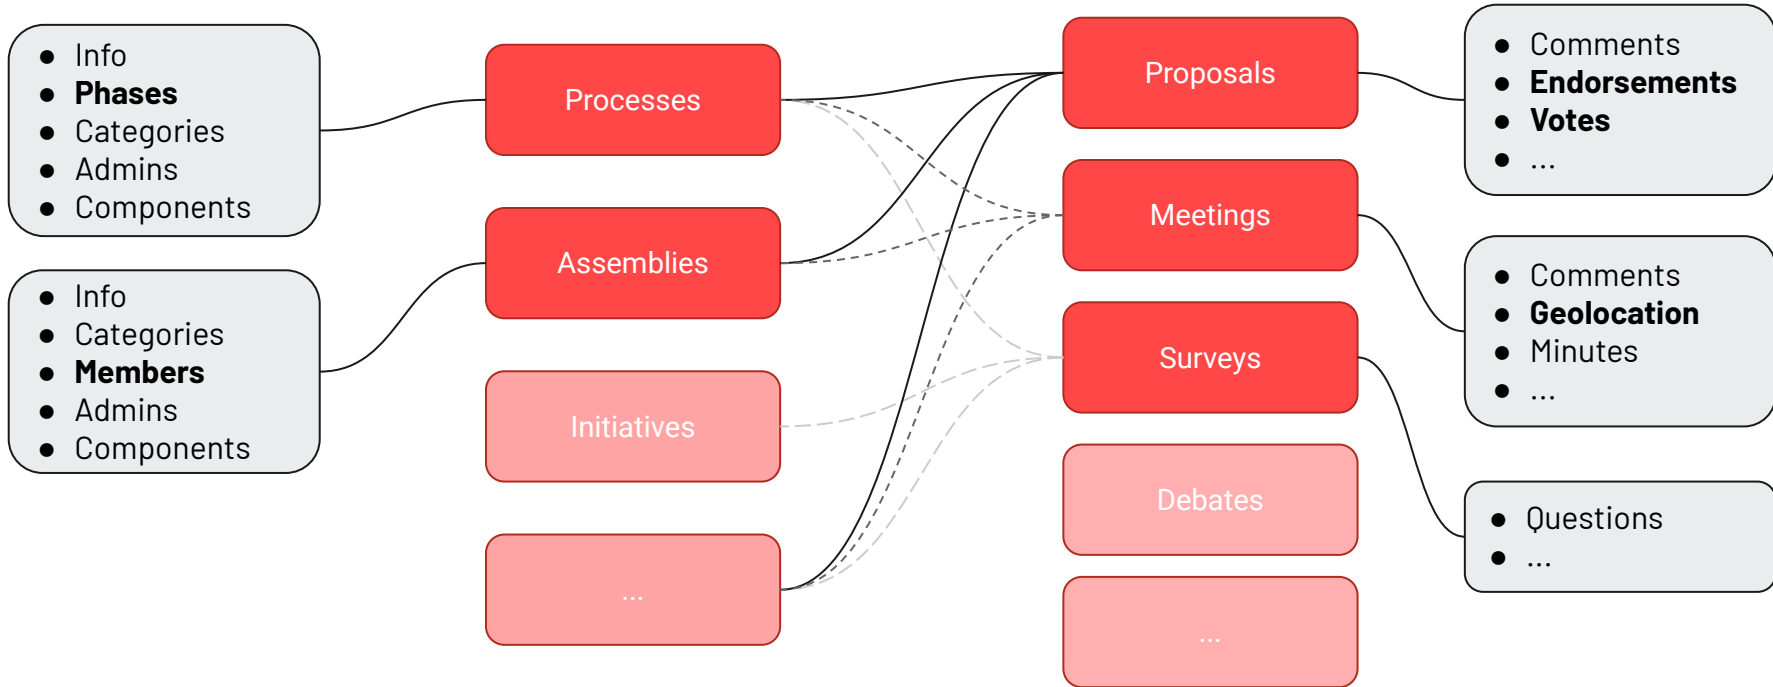 ● Info
● Phases
● Categories
● Admins
● Components
● Info
● Categories
● Members
● Admins
● Components
Processes
Assemblies
Initiatives
...
Proposals
Meetings
Surveys
Debates
...
● Comments
● Endorsements
● Votes
● ...
● Comments
● Geolocation
● Minutes
● ...
● Questions
● ...